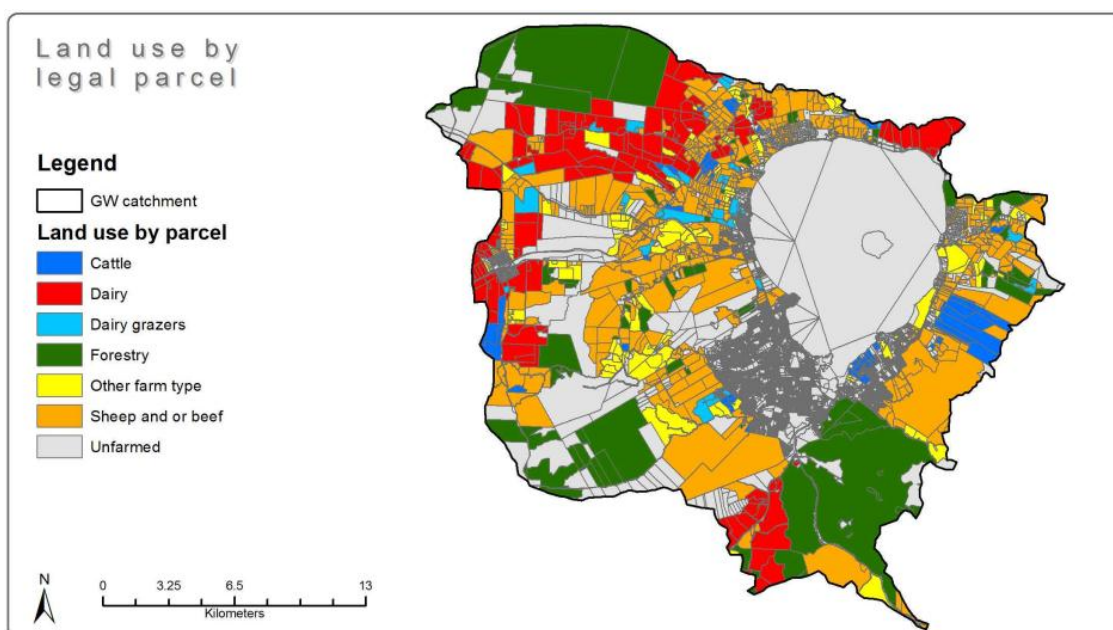 Land use by
legal parcel
Legend
GW catchment
Land use by parcel
Cattle
Dairy
Dairy grazers
Forestry
Other farm type
Sheep and or beef
Unfarmed
N
0 3.25 6.5 13
Kilometers